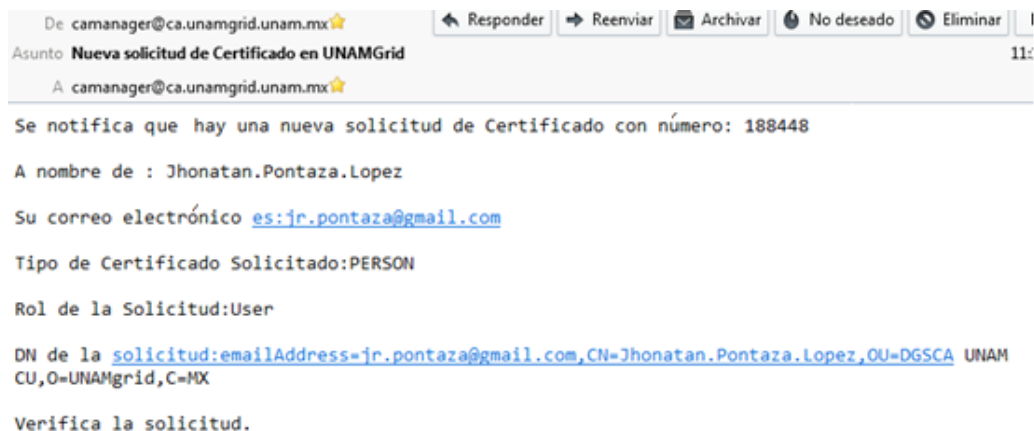 De camanager@ca.unamgrid.unam.mx Responder Reenviar Archivar No deseado Eliminar
Asunto Nueva solicitud de Certificado en UNAMGrid 11:
A camanager@ca.unamgrid.unam.mx
Se notifica que hay una nueva solicitud de Certificado con número: 188448
A nombre de : Jhonatan.Pontaza.Lopez
Su correo electrónico es:jr.pontaza@gmail.com
Tipo de Certificado Solicitado:PERSON
Rol de la Solicitud:User
DN de la solicitud:emailAddress=jr.pontaza@gmail.com,CN=Jhonatan.Pontaza.Lopez,OU=DGSCA UNAM
CU,O=UNAMgrid,C=MX
Verifica la solicitud.